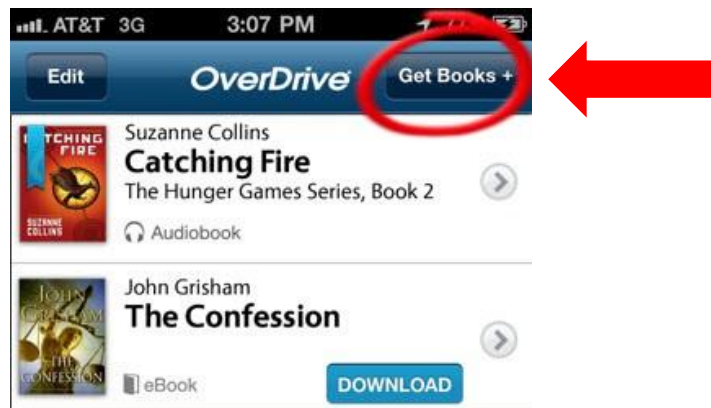 AT&T 3G 3:07 PM
Edit OverDrive Get Books +
CATCHING
FIRE
SUZANNE
COLLINS
Suzanne Collins
Catching Fire
The Hunger Games Series, Book 2
Audiobook
JOHN
GRISHAM
THE
CONFESSION
John Grisham
The Confession
eBook DOWNLOAD